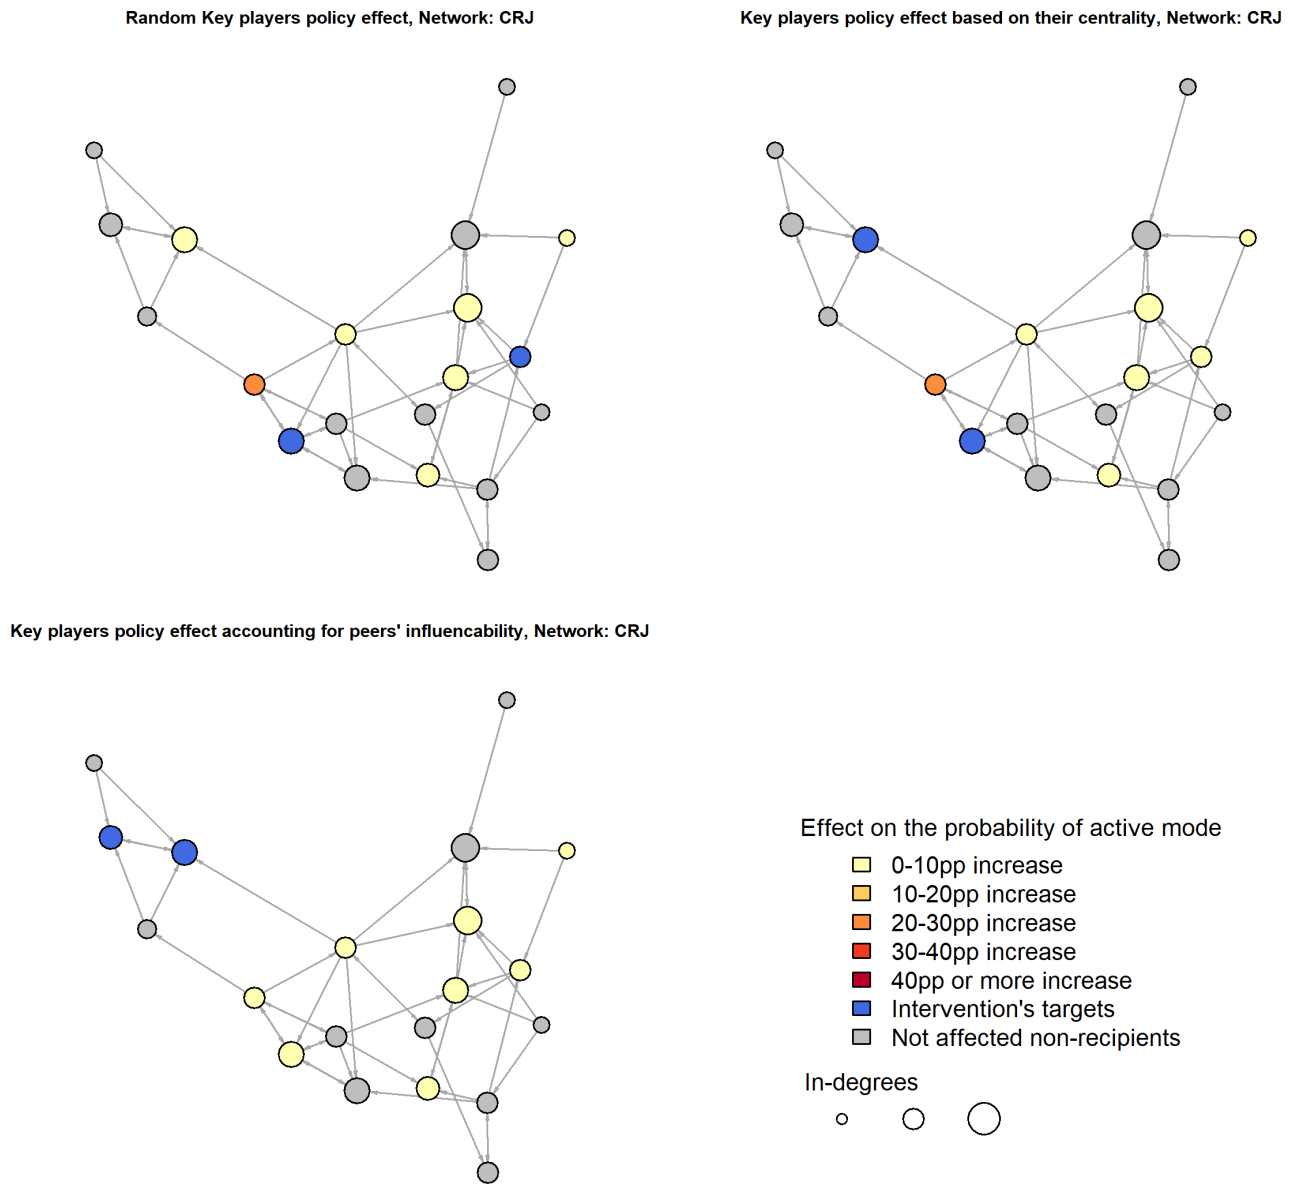 Random Key players policy effect, Network: CRJ
Key players policy effect based on their centrality, Network: CRJ
Key players policy effect accounting for peers' influencability, Network: CRJ
Effect on the probability of active mode
0-10pp increase
10-20pp increase
20-30pp increase
30-40pp increase
40pp or more increase
Intervention's targets
Not affected non-recipients
In-degrees